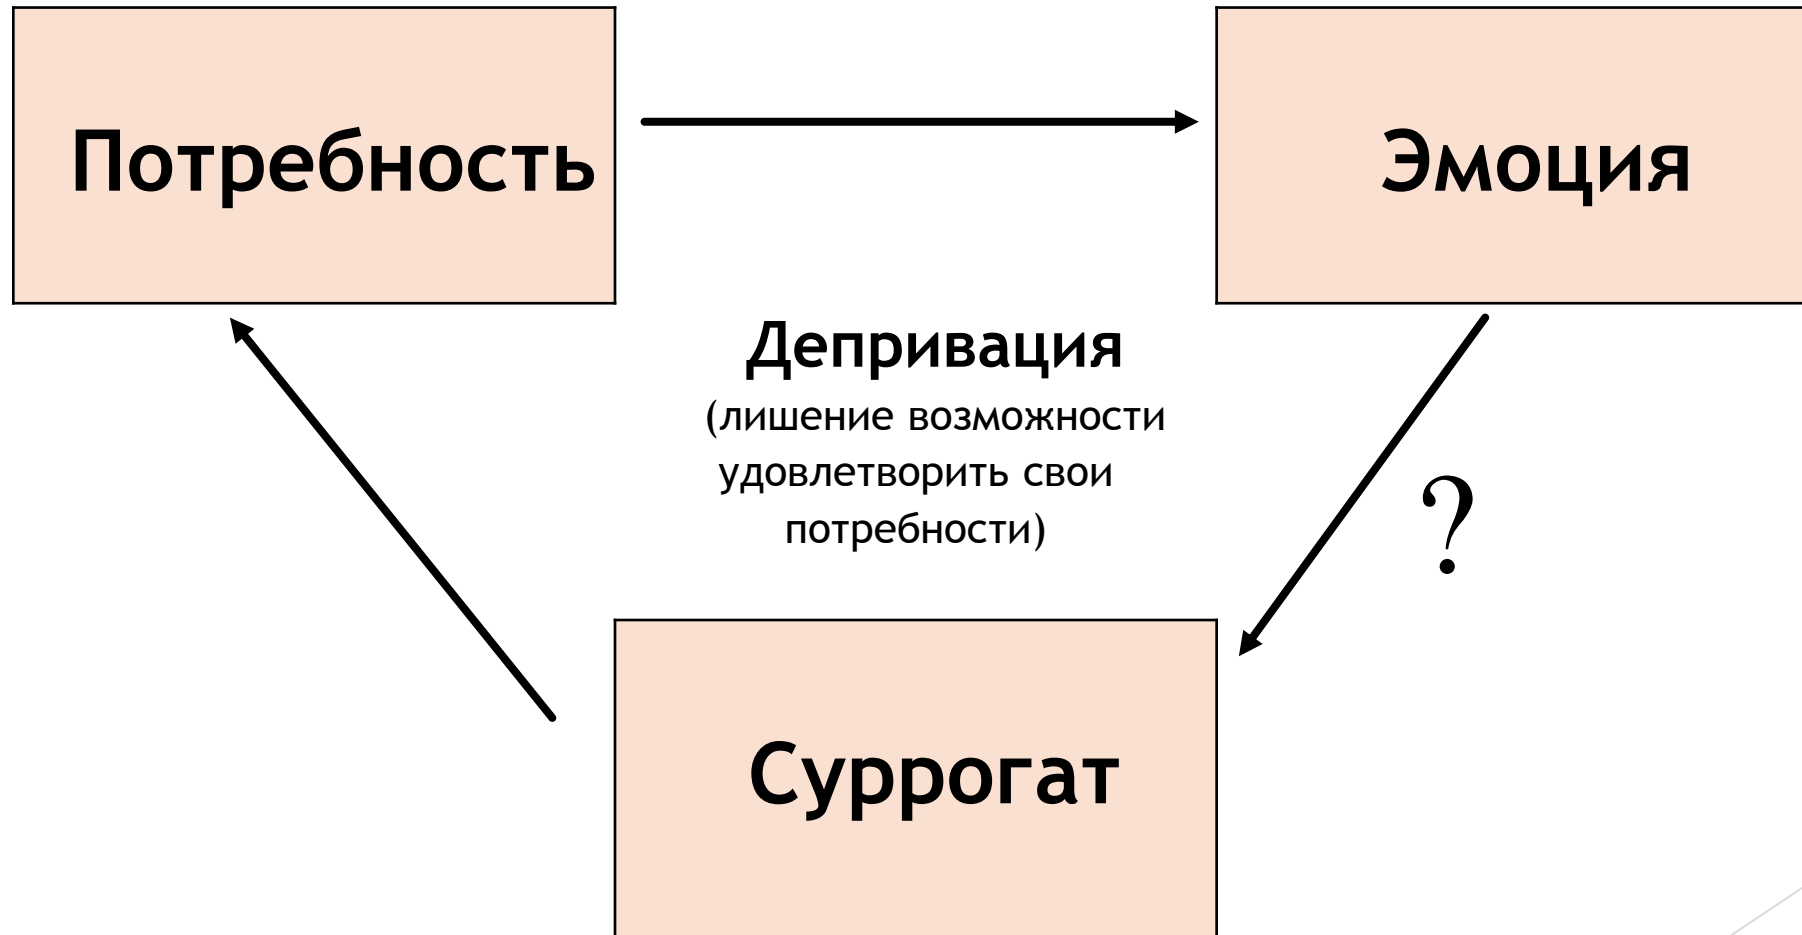 Потребность
Эмоция
Депривация
(лишение возможности
удовлетворить свои
потребности)
?
Суррогат